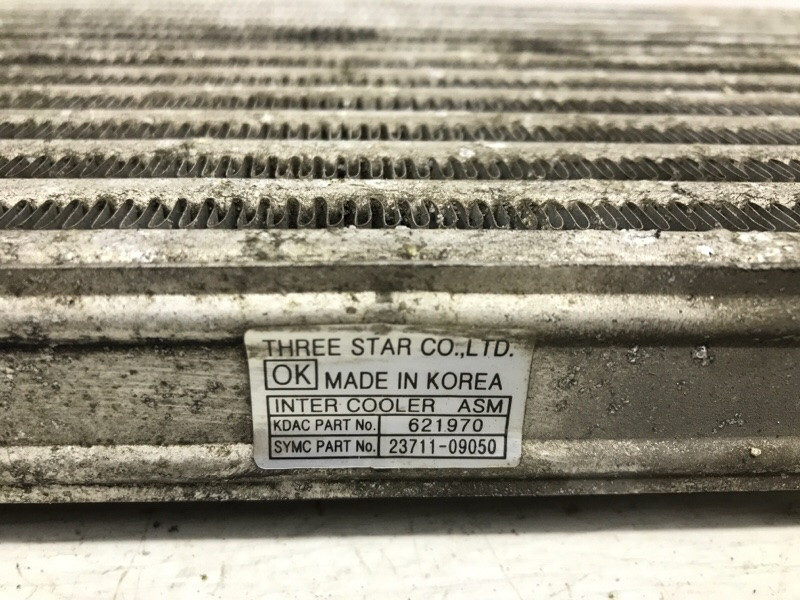 THREE STAR CO.,LTD.
OK MADE IN KOREA
INTER COOLER ASM
KDAC PART No. 621970
SYMC PART No. 23711-09050